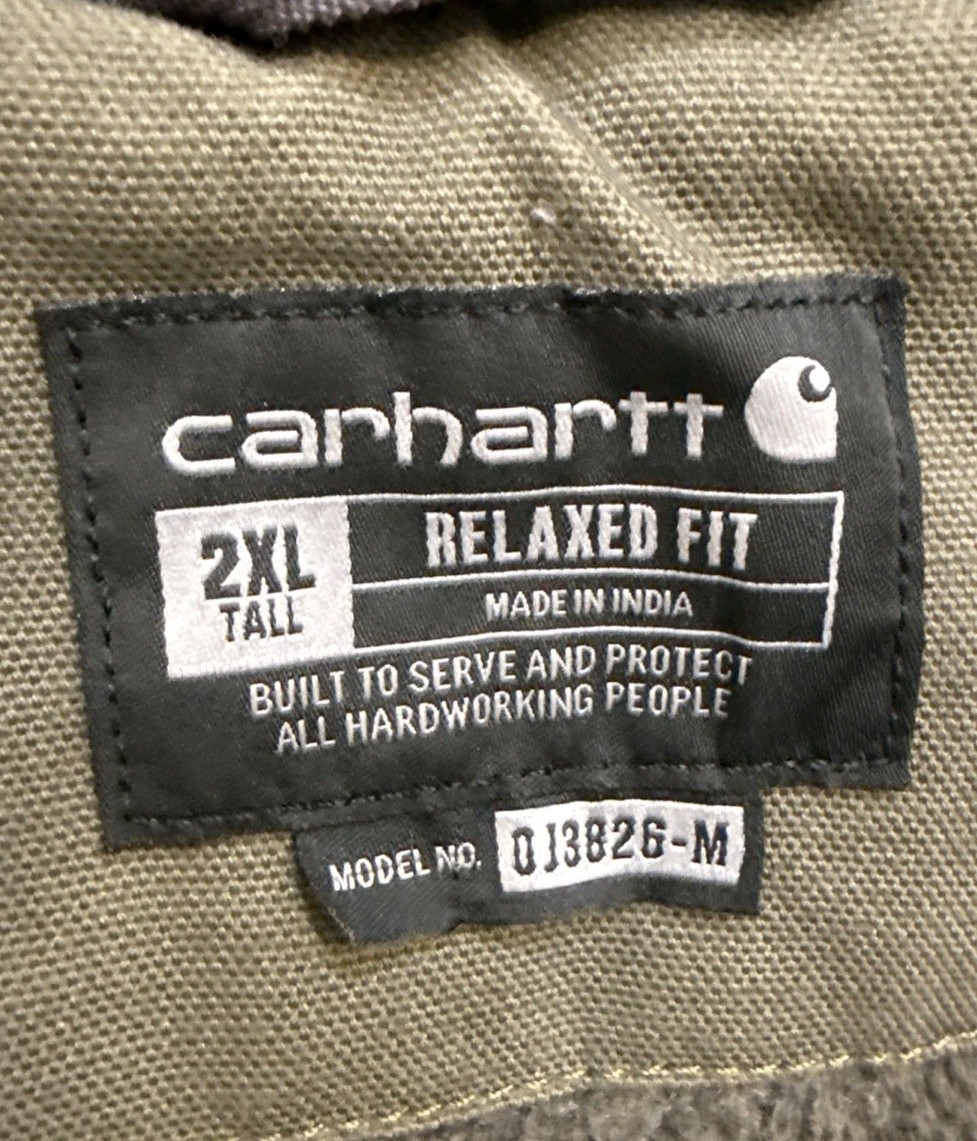 carhartt
2XL
TALL
RELAXED FIT
MADE IN INDIA
BUILT TO SERVE AND PROTECT
ALL HARDWORKING PEOPLE
MODEL NO. OJ3826-M